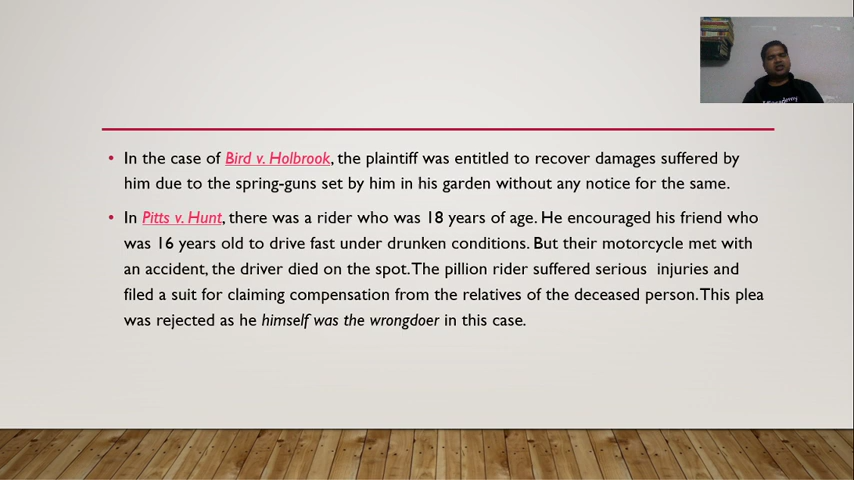 • In the case of Bird v. Holbrook, the plaintiff was entitled to recover damages suffered by
him due to the spring-guns set by him in his garden without any notice for the same.
• In Pitts v. Hunt, there was a rider who was 18 years of age. He encouraged his friend who
was 16 years old to drive fast under drunken conditions. But their motorcycle met with
an accident, the driver died on the spot. The pillion rider suffered serious injuries and
filed a suit for claiming compensation from the relatives of the deceased person. This plea
was rejected as he himself was the wrongdoer in this case.